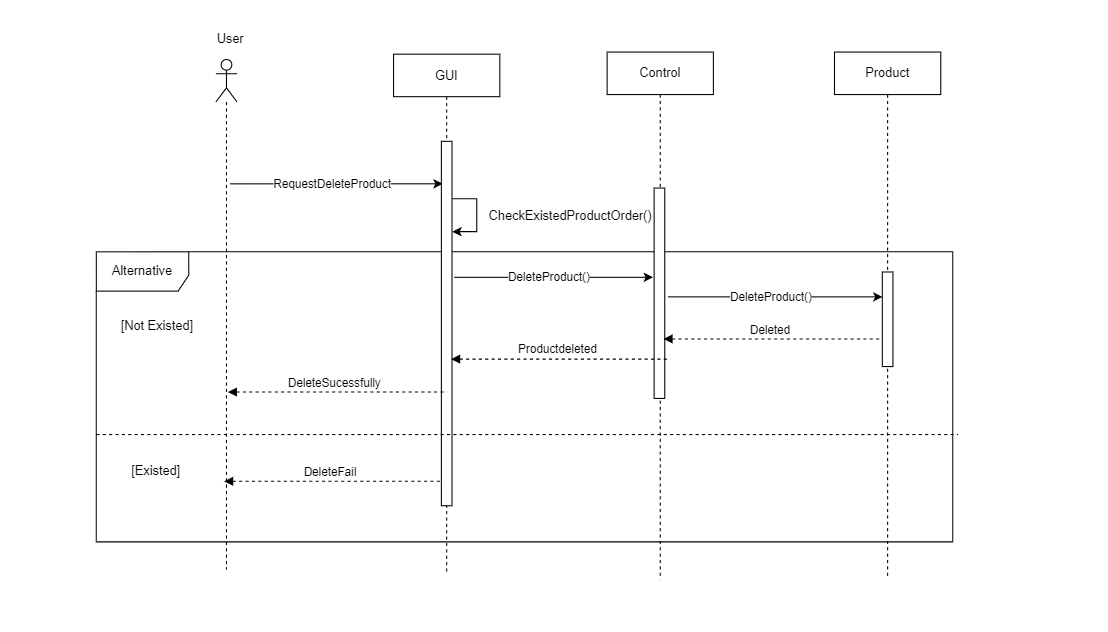 User
GUI
Control
Product
RequestDeleteProduct
CheckExistedProductOrder()
Alternative
DeleteProduct()
DeleteProduct()
[Not Existed]
Deleted
Productdeleted
DeleteSucessfully
[Existed]
DeleteFail